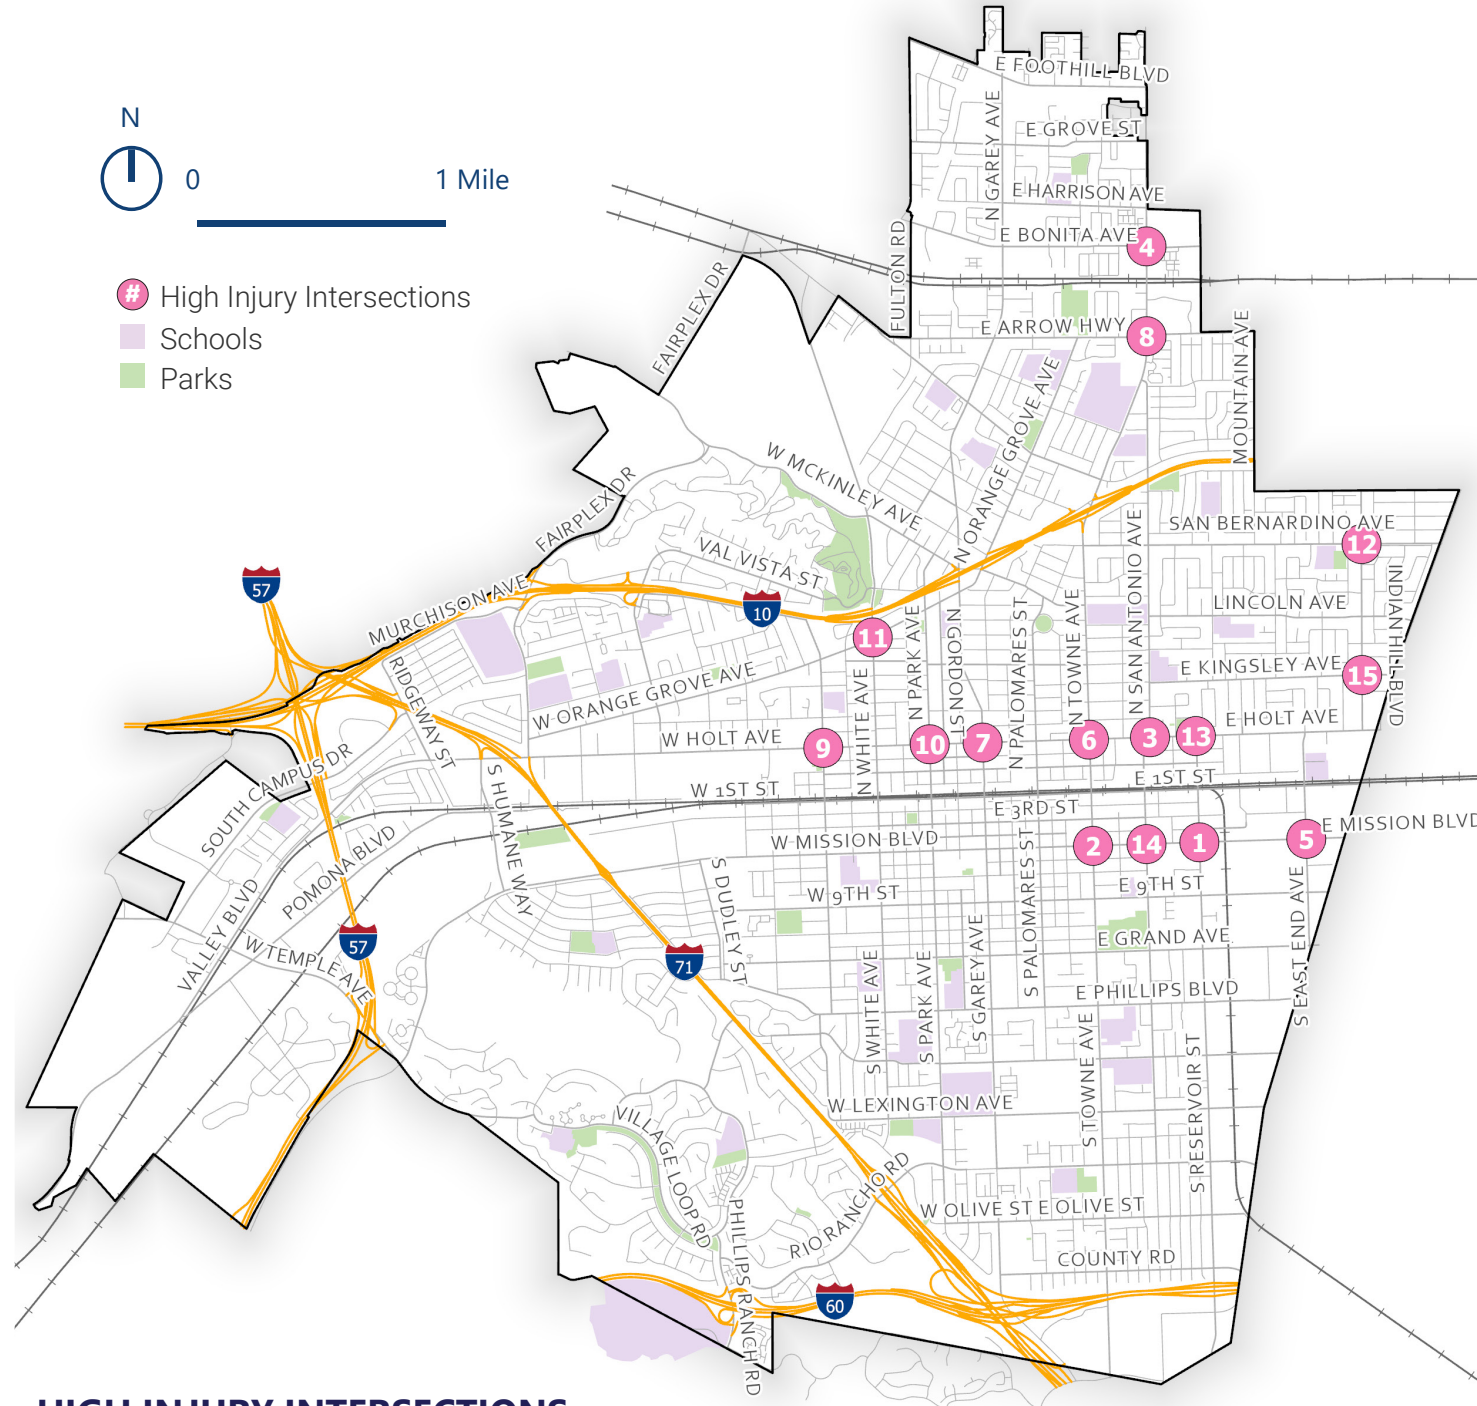 N
0 1 Mile
# High Injury Intersections
Schools
Parks
E FOOTHILL BLVD
N GAREY AVE
E GROVE ST
E HARRISON AVE
E BONITA AVE
4
FULTON RD
FAIRPLEX DR
E ARROW HWY
8
MOUNTAIN AVE
N ORANGE GROVE AVE
W MCKINLEY AVE
FAIRPLEX DR
SAN BERNARDINO AVE
12
VAL VISTA ST
57
10
MURCHISON AVE
LINCOLN AVE
INDIAN HILL BLVD
11
N PARK AVE
N GORDON ST
N PALOMARES ST
N TOWNE AVE
N SAN ANTONIO AVE
E KINGSLEY AVE
15
RIDGEWAY ST
W ORANGE GROVE AVE
N WHITE AVE
E HOLT AVE
W HOLT AVE
9
10
7
6
3
13
SOUTH CAMPUS DR
S HUMANE WAY
W 1ST ST
E 1ST ST
E 3RD ST
W MISSION BLVD
2
14
1
5
E MISSION BLVD
POMONA BLVD
VALLEY BLVD
S DUDLEY ST
W 9TH ST
E 9TH ST
S PALOMARES ST
S EAST END AVE
57
W TEMPLE AVE
71
E GRAND AVE
S WHITE AVE
S PARK AVE
S GAREY AVE
E PHILLIPS BLVD
S TOWNE AVE
S RESERVOIR ST
W LEXINGTON AVE
VILLAGE LOOP RD
RIO RANCHO RD
W OLIVE ST E OLIVE ST
PHILLIPS RANCH RD
COUNTY RD
60
HIGH INJURY INTERSECTIONS